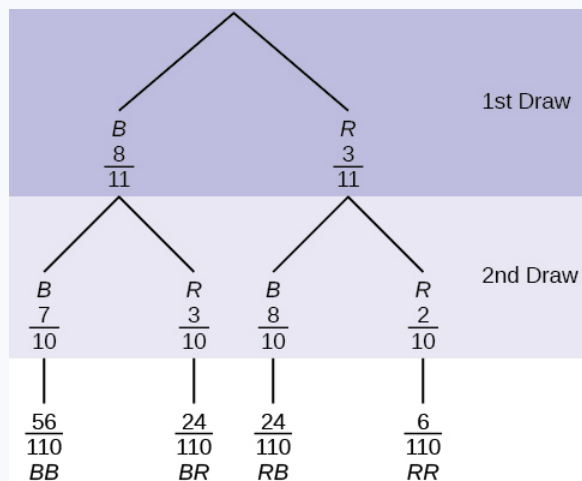 1st Draw
B R
8/11 3/11
2nd Draw
B R B R
7/10 3/10 8/10 2/10
56/110 24/110 24/110 6/110
BB BR RB RR